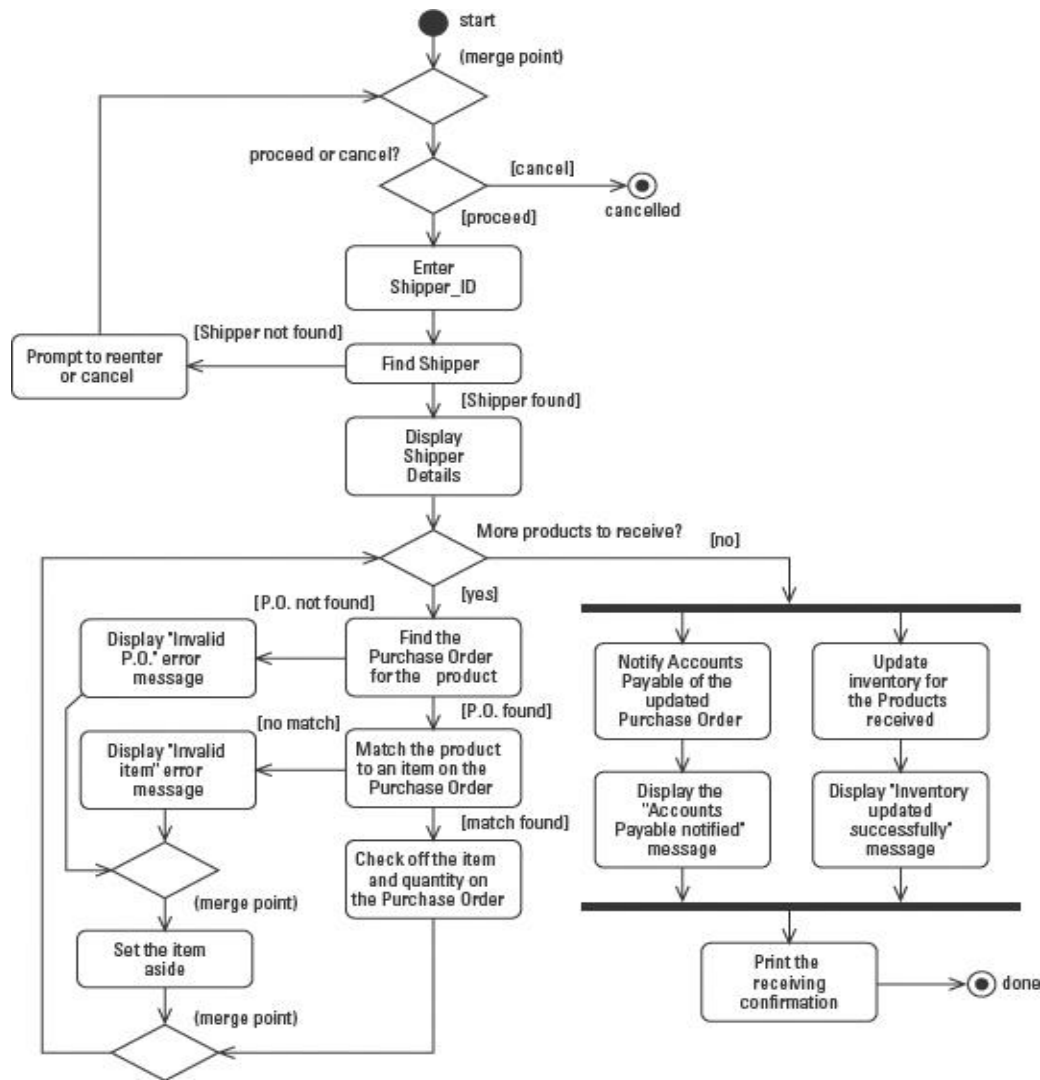 start
(merge point)
proceed or cancel?
[cancel]
cancelled
[proceed]
Enter
Shipper_ID
[Shipper not found]
Prompt to reenter
or cancel
Find Shipper
[Shipper found]
Display
Shipper
Details
More products to receive?
[no]
[yes]
[P.O. not found]
Display "Invalid
P.O." error
message
Find the
Purchase Order
for the product
[P.O. found]
[no match]
Display "Invalid
item" error
message
Match the product
to an item on the
Purchase Order
[match found]
Check off the item
and quantity on
the Purchase Order
(merge point)
Set the item
aside
(merge point)
Notify Accounts
Payable of the
updated
Purchase Order
Update
inventory for
the Products
received
Display the
"Accounts
Payable notified"
message
Display "Inventory
updated
successfully"
message
Print the
receiving
confirmation
done